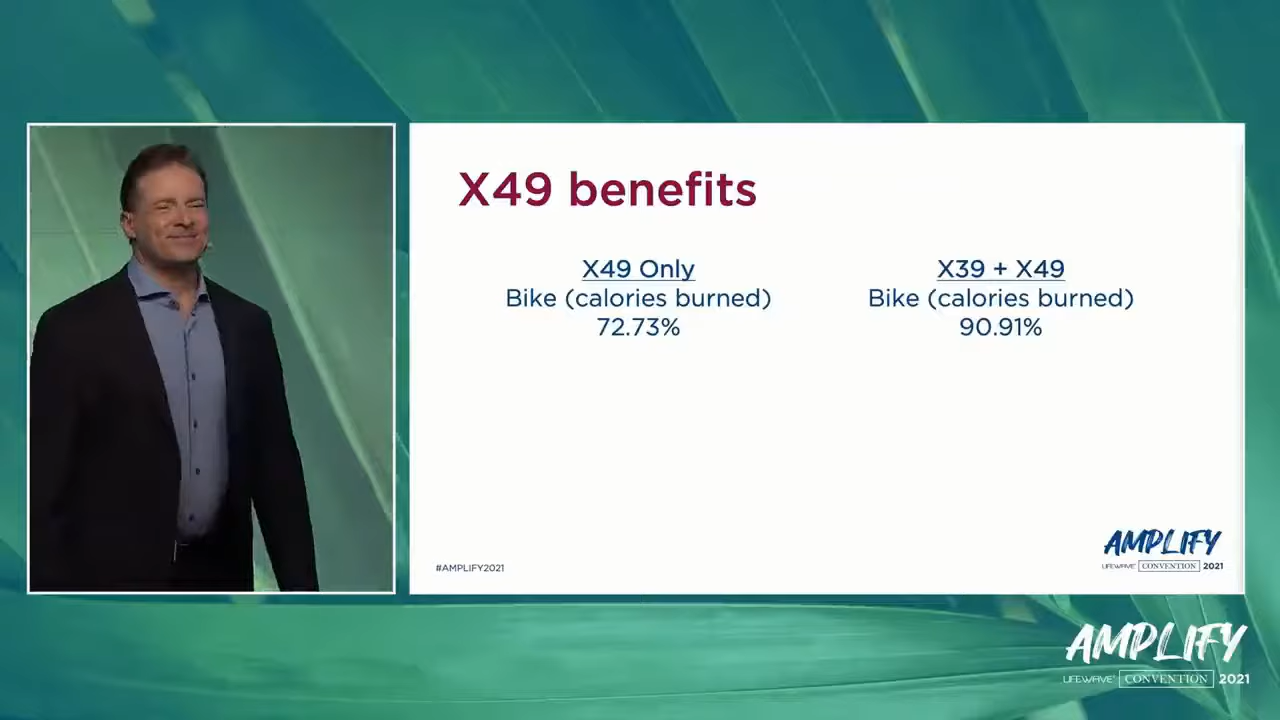 X49 benefits
X49 Only
Bike (calories burned)
72.73%
X39 + X49
Bike (calories burned)
90.91%
#AMPLIFY2021
AMPLIFY
LIFEWAVE CONVENTION 2021
AMPLIFY
LIFEWAVE CONVENTION 2021